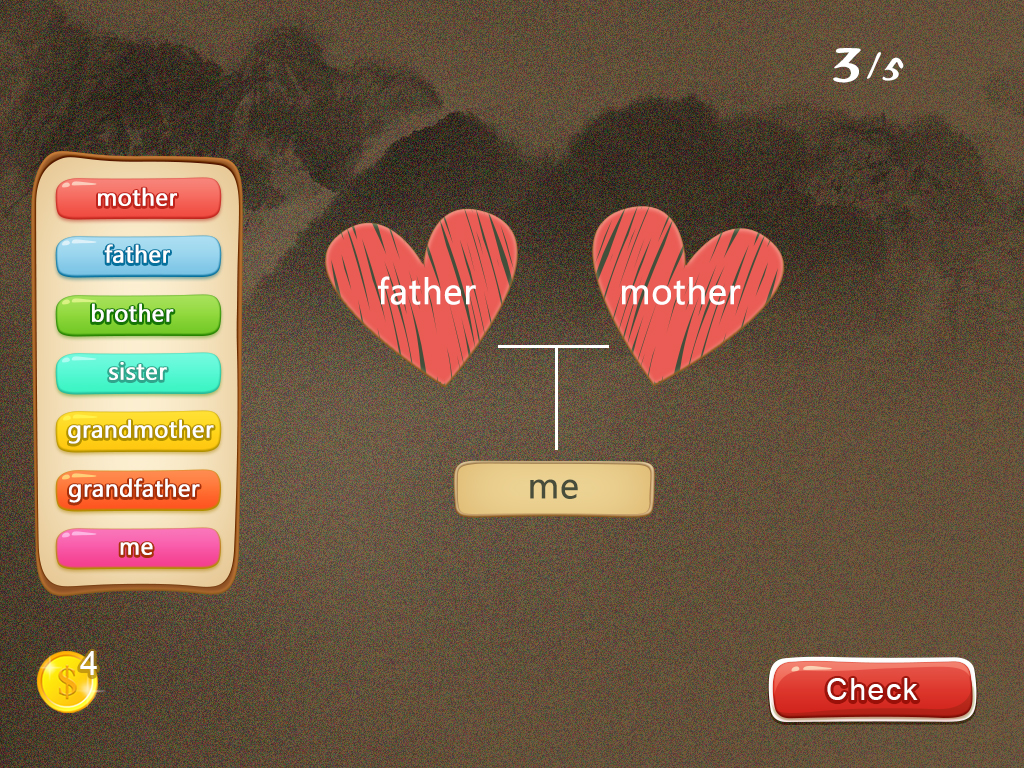 3/5
mother
father
brother
sister
grandmother
grandfather
me
father
mother
me
$
4
Check